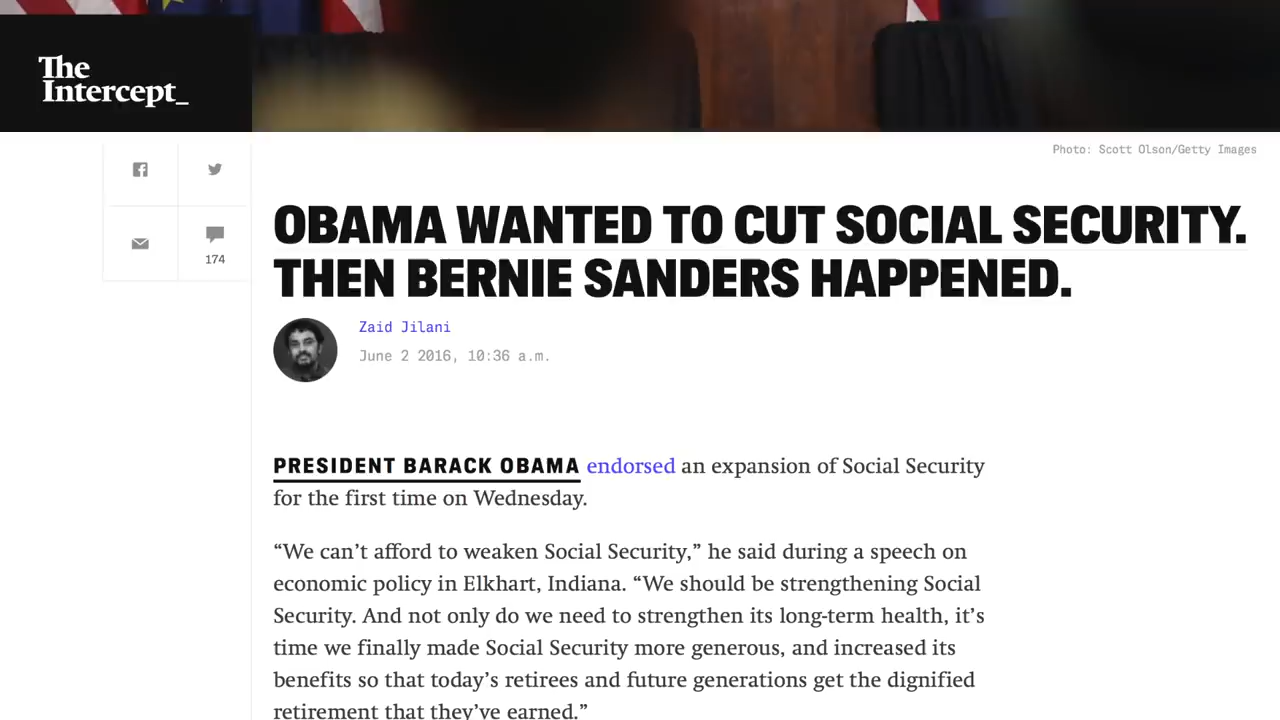 The
Intercept_
Photo: Scott Olson/Getty Images
174
OBAMA WANTED TO CUT SOCIAL SECURITY.
THEN BERNIE SANDERS HAPPENED.
Zaid Jilani
June 2 2016, 10:36 a.m.
PRESIDENT BARACK OBAMA endorsed an expansion of Social Security
for the first time on Wednesday.
“We can’t afford to weaken Social Security,” he said during a speech on
economic policy in Elkhart, Indiana. “We should be strengthening Social
Security. And not only do we need to strengthen its long-term health, it’s
time we finally made Social Security more generous, and increased its
benefits so that today’s retirees and future generations get the dignified
retirement that they’ve earned.”